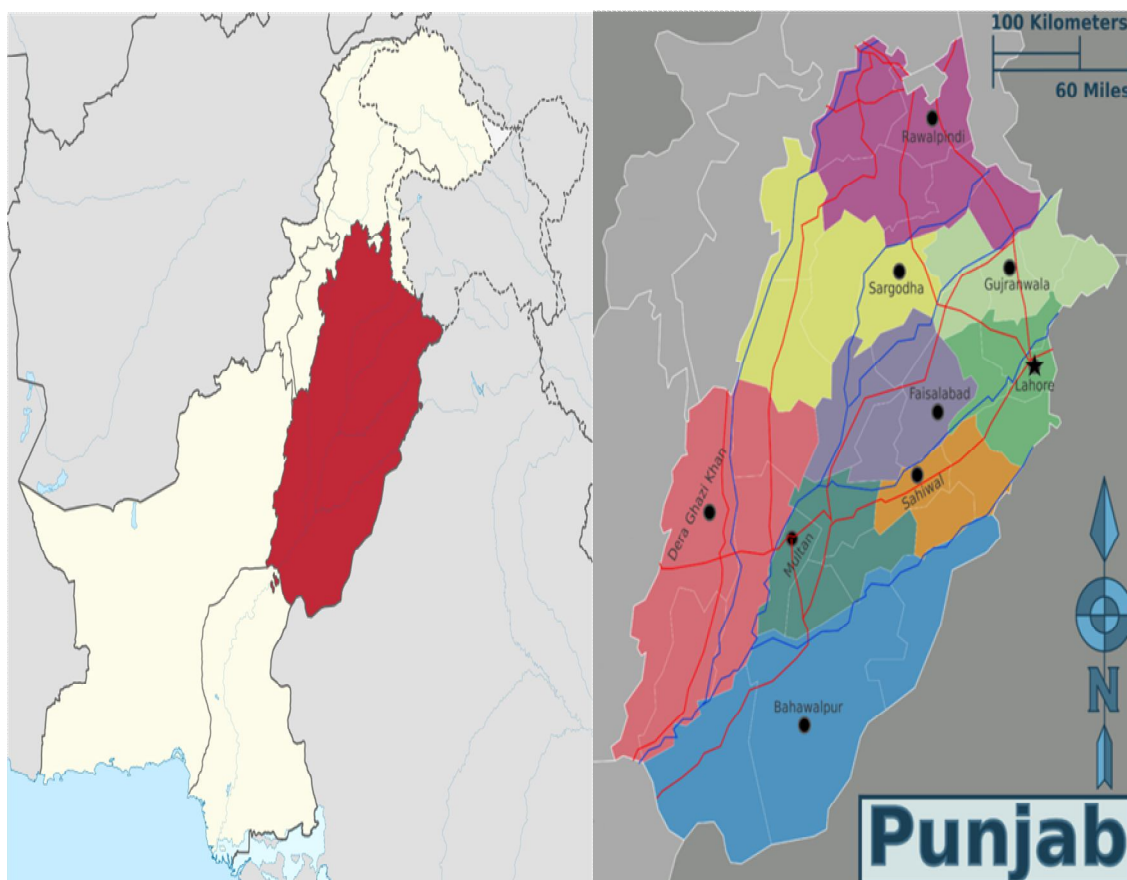 100 Kilometers
60 Miles
Rawalpindi
Sargodha
Gujranwala
Lahore
Faisalabad
Sahiwal
Dera Ghazi Khan
Multan
Bahawalpur
N
Punjab